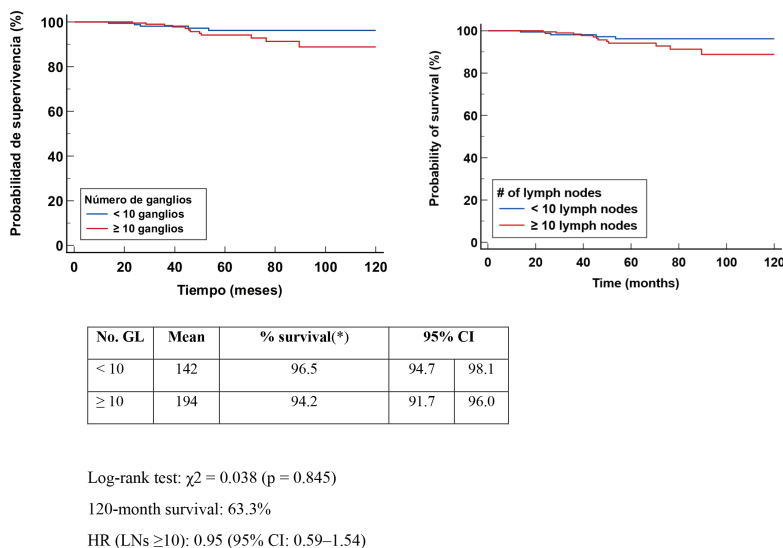 Probabilidad de supervivencia (%)
100
80
60
40
20
0
Número de ganglios
< 10 ganglios
≥ 10 ganglios
0 20 40 60 80 100 120
Tiempo (meses)
Probability of survival (%)
100
80
60
40
20
0
# of lymph nodes
< 10 lymph nodes
≥ 10 lymph nodes
0 20 40 60 80 100 120
Time (months)
No. GL Mean % survival(*) 95% CI
< 10 142 96.5 94.7 98.1
≥ 10 194 94.2 91.7 96.0
Log-rank test: χ2 = 0.038 (p = 0.845)
120-month survival: 63.3%
HR (LNs ≥10): 0.95 (95% CI: 0.59–1.54)